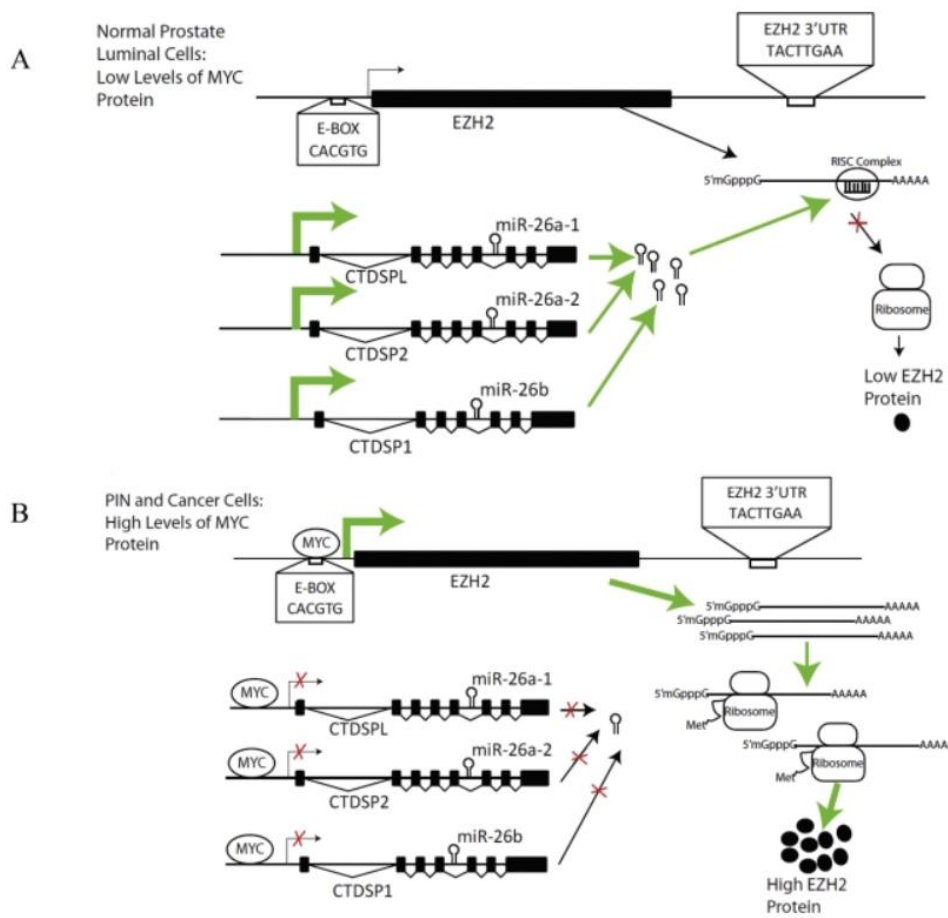 A
Normal Prostate
Luminal Cells:
Low Levels of MYC
Protein
EZH2 3'UTR
TACTTGAA
E-BOX
CACGTG
EZH2
RISC Complex
5'mGpppG
AAAAA
miR-26a-1
CTDSPL
miR-26a-2
CTDSP2
miR-26b
CTDSP1
Ribosome
Low EZH2
Protein
B
PIN and Cancer Cells:
High Levels of MYC
Protein
EZH2 3'UTR
TACTTGAA
MYC
E-BOX
CACGTG
EZH2
5'mGpppG AAAAA
5'mGpppG AAAAA
5'mGpppG AAAAA
MYC
miR-26a-1
CTDSPL
MYC
miR-26a-2
CTDSP2
MYC
miR-26b
CTDSP1
5'mGpppG AAAAA
Ribosome
Met
5'mGpppG AAAA
Ribosome
Met
High EZH2
Protein